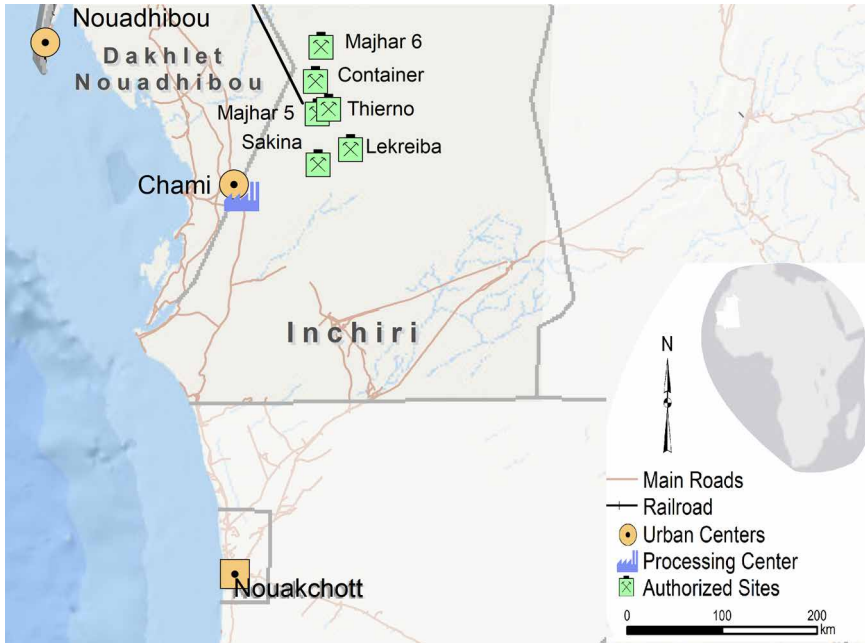 Nouadhibou
Dakhlet
Nouadhibou
Majhar 6
Container
Majhar 5
Thierno
Sakina
Lekreiba
Chami
Inchiri
Nouakchott
N
Main Roads
Railroad
Urban Centers
Processing Center
Authorized Sites
0 100 200
km